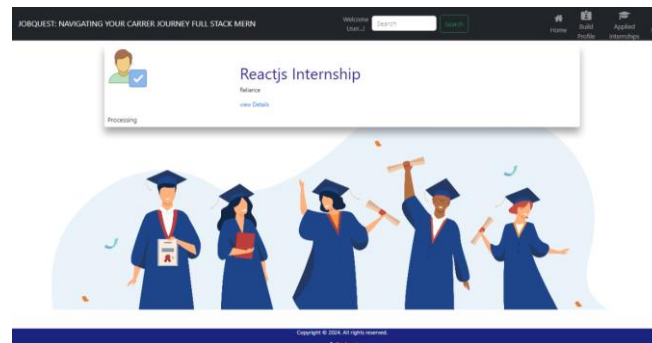 JOBQUEST: NAVIGATING YOUR CARRER JOURNEY FULL STACK MERN
Welcome
User...!
Search
Search
Home
Build
Profile
Applied
Internships
Reactjs Internship
Reliance
view Details
Processing
Copyright © 2024. All rights reserved.